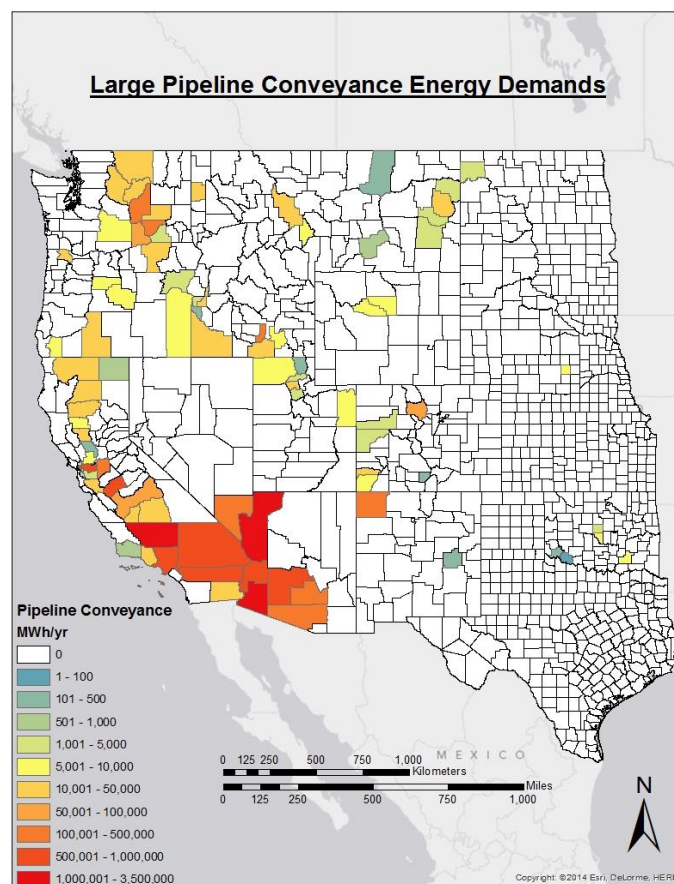 Large Pipeline Conveyance Energy Demands
Pipeline Conveyance
MWh/yr
0
1 - 100
101 - 500
501 - 1,000
1,001 - 5,000
5,001 - 10,000
10,001 - 50,000
50,001 - 100,000
100,001 - 500,000
500,001 - 1,000,000
1,000,001 - 3,500,000
MEXICO
0 125 250 500 750 1,000
Kilometers
Miles
0 125 250 500 750 1,000
N
Copyright: ©2014 Esri, DeLorme, HERE